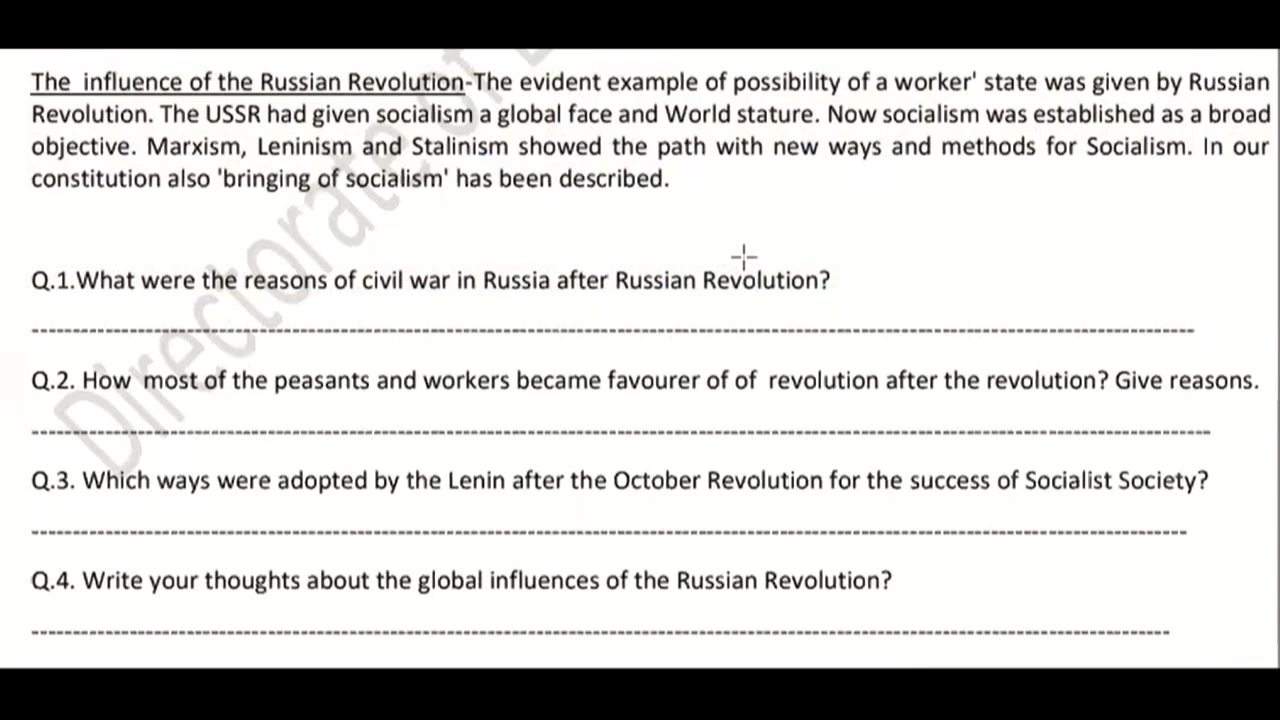 The influence of the Russian Revolution-The evident example of possibility of a worker' state was given by Russian
Revolution. The USSR had given socialism a global face and World stature. Now socialism was established as a broad
objective. Marxism, Leninism and Stalinism showed the path with new ways and methods for Socialism. In our
constitution also 'bringing of socialism' has been described.
Q.1.What were the reasons of civil war in Russia after Russian Revolution?
Q.2. How most of the peasants and workers became favourer of of revolution after the revolution? Give reasons.
Q.3. Which ways were adopted by the Lenin after the October Revolution for the success of Socialist Society?
Q.4. Write your thoughts about the global influences of the Russian Revolution?
Directorate of